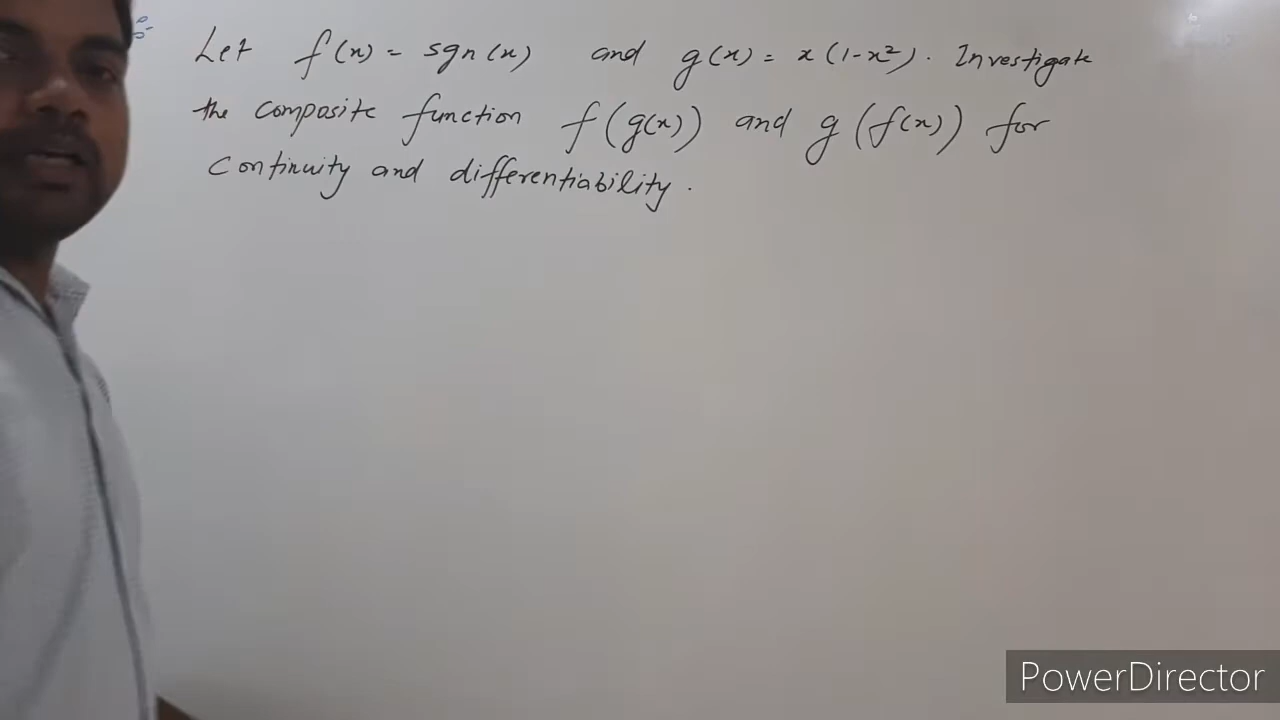 Let f(x) = sgn(x) and g(x) = x(1-x²). Investigate
the composite function f(g(x)) and g(f(x)) for
Continuity and differentiability.
PowerDirector